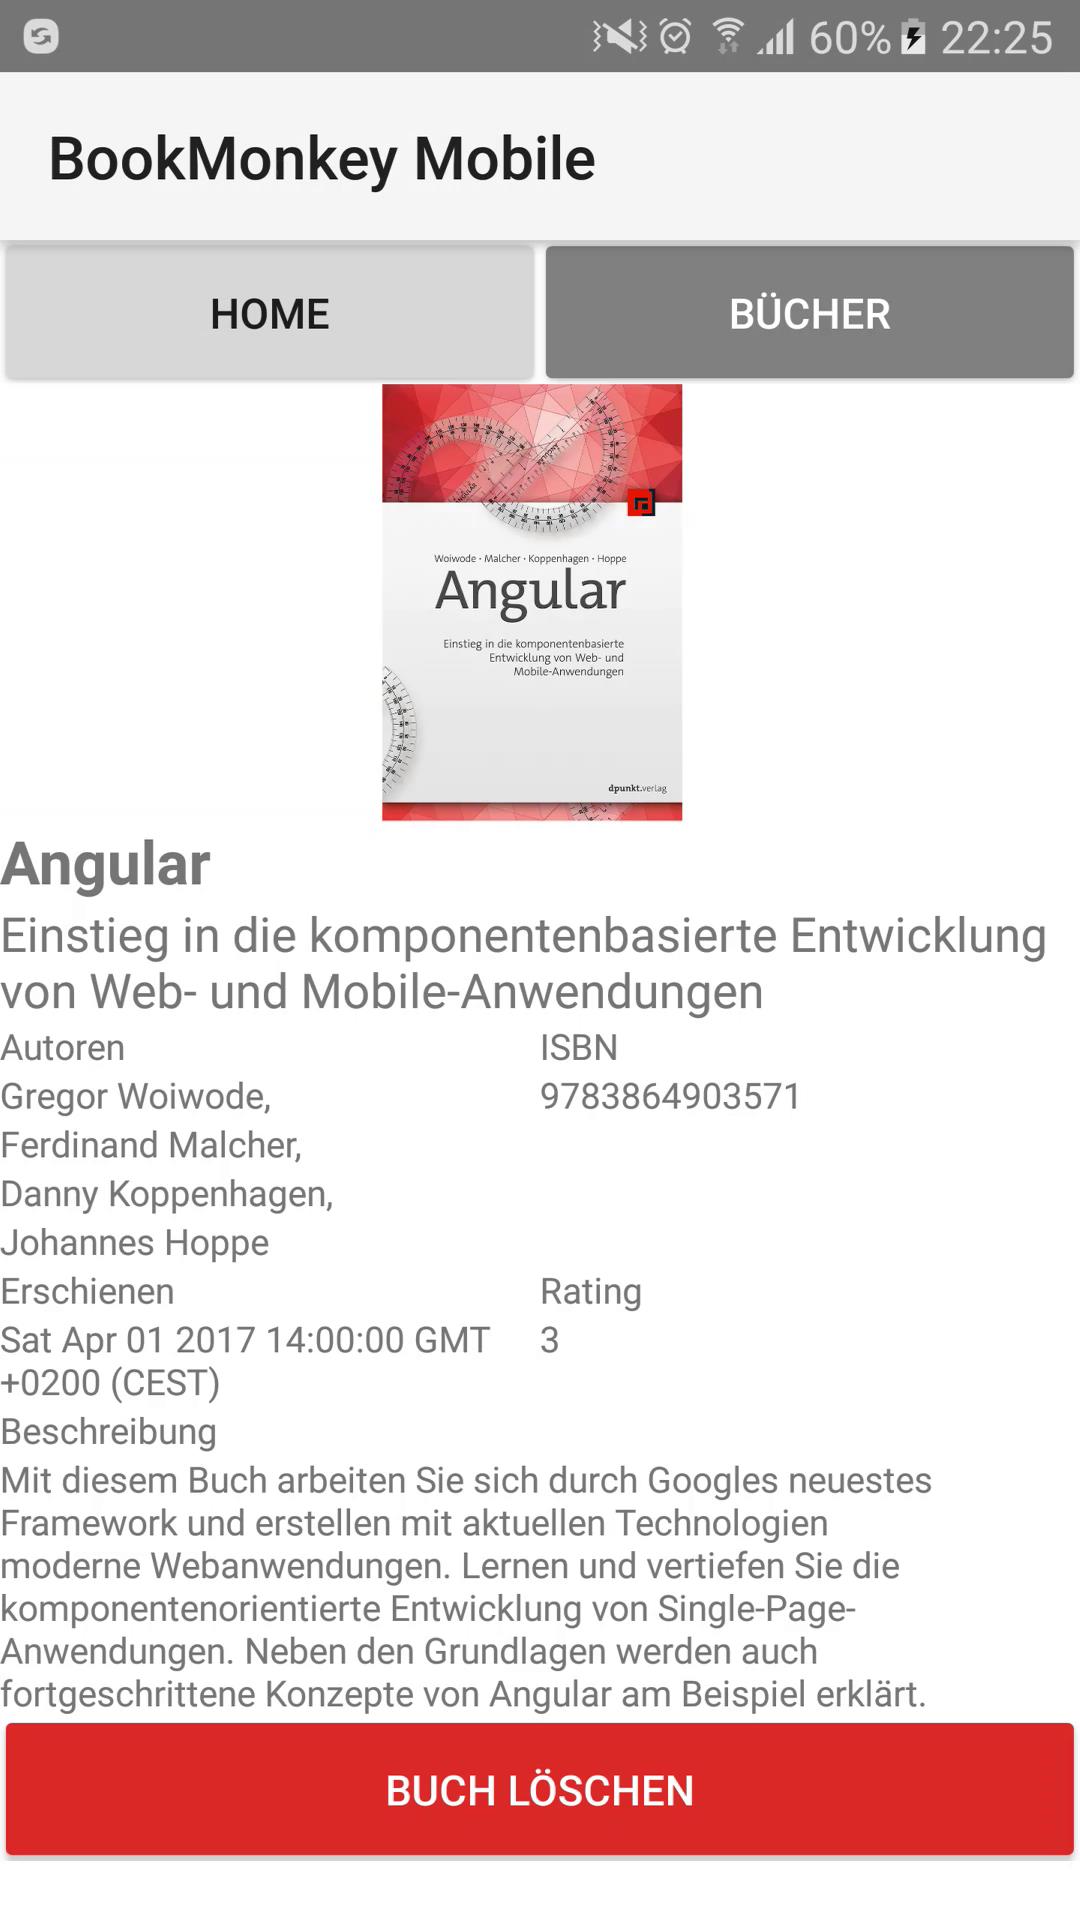 60% 22:25
BookMonkey Mobile
HOME BÜCHER
Woiwode · Malcher · Koppenhagen · Hoppe
Angular
Einstieg in die komponentenbasierte
Entwicklung von Web- und
Mobile-Anwendungen
dpunkt.verlag
Angular
Einstieg in die komponentenbasierte Entwicklung
von Web- und Mobile-Anwendungen
Autoren ISBN
Gregor Woiwode, 9783864903571
Ferdinand Malcher,
Danny Koppenhagen,
Johannes Hoppe
Erschienen Rating
Sat Apr 01 2017 14:00:00 GMT 3
+0200 (CEST)
Beschreibung
Mit diesem Buch arbeiten Sie sich durch Googles neuestes
Framework und erstellen mit aktuellen Technologien
moderne Webanwendungen. Lernen und vertiefen Sie die
komponentenorientierte Entwicklung von Single-Page-
Anwendungen. Neben den Grundlagen werden auch
fortgeschrittene Konzepte von Angular am Beispiel erklärt.
BUCH LÖSCHEN